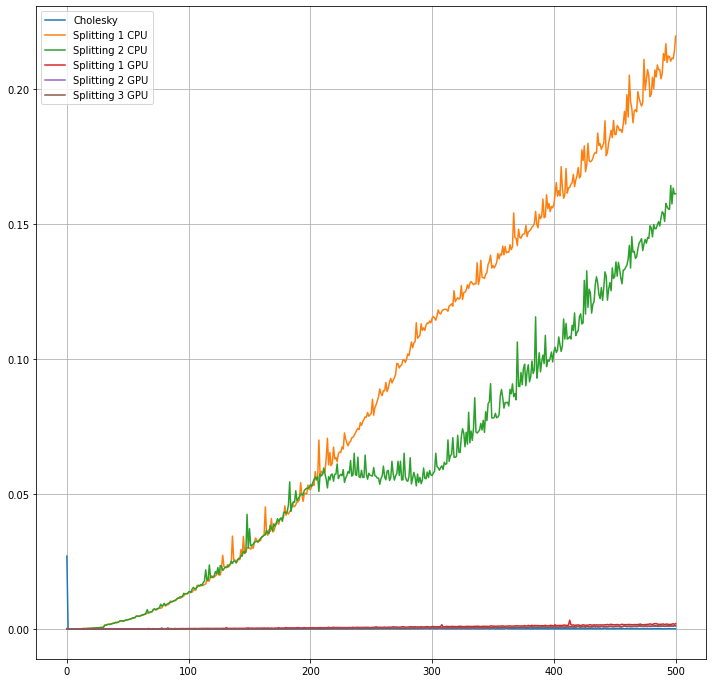 Cholesky
Splitting 1 CPU
Splitting 2 CPU
Splitting 1 GPU
Splitting 2 GPU
Splitting 3 GPU
0.20
0.15
0.10
0.05
0.00
0 100 200 300 400 500